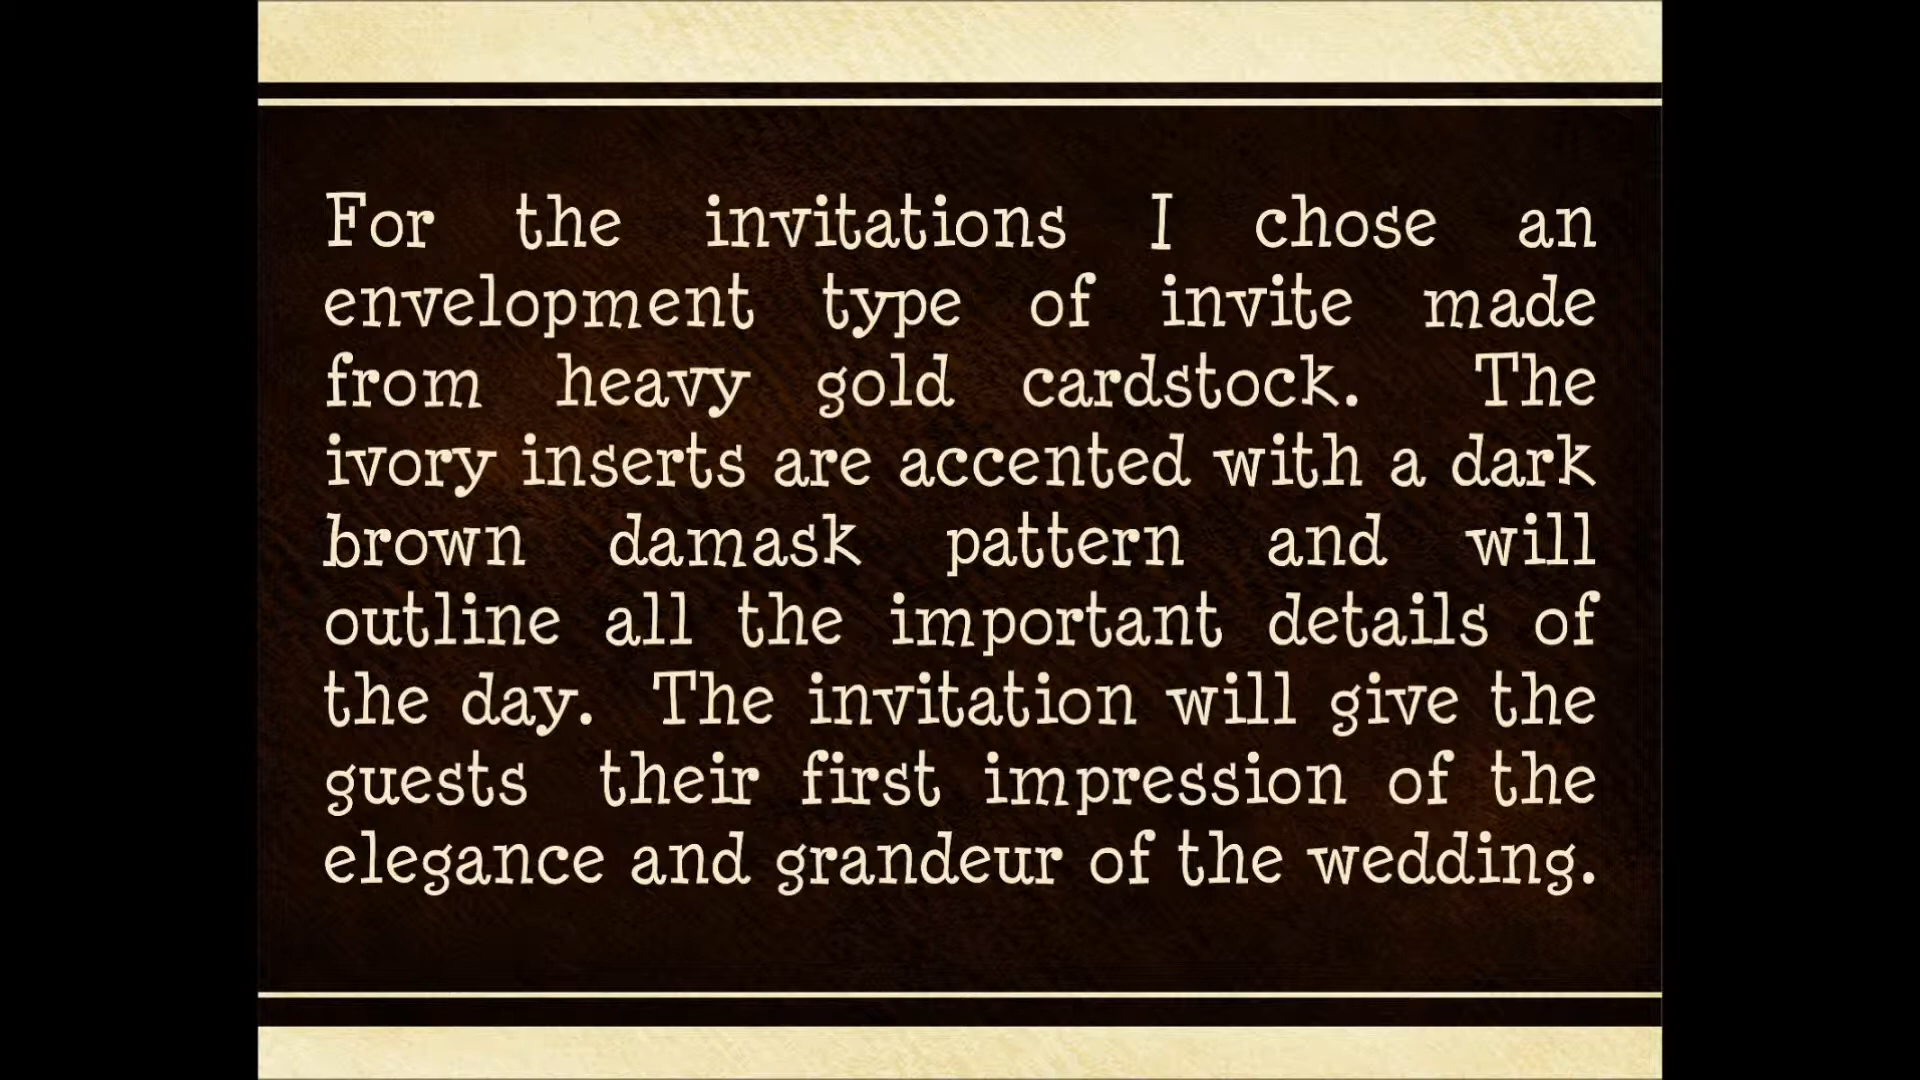 For the invitations I chose an
envelopment type of invite made
from heavy gold cardstock. The
ivory inserts are accented with a dark
brown damask pattern and will
outline all the important details of
the day. The invitation will give the
guests their first impression of the
elegance and grandeur of the wedding.